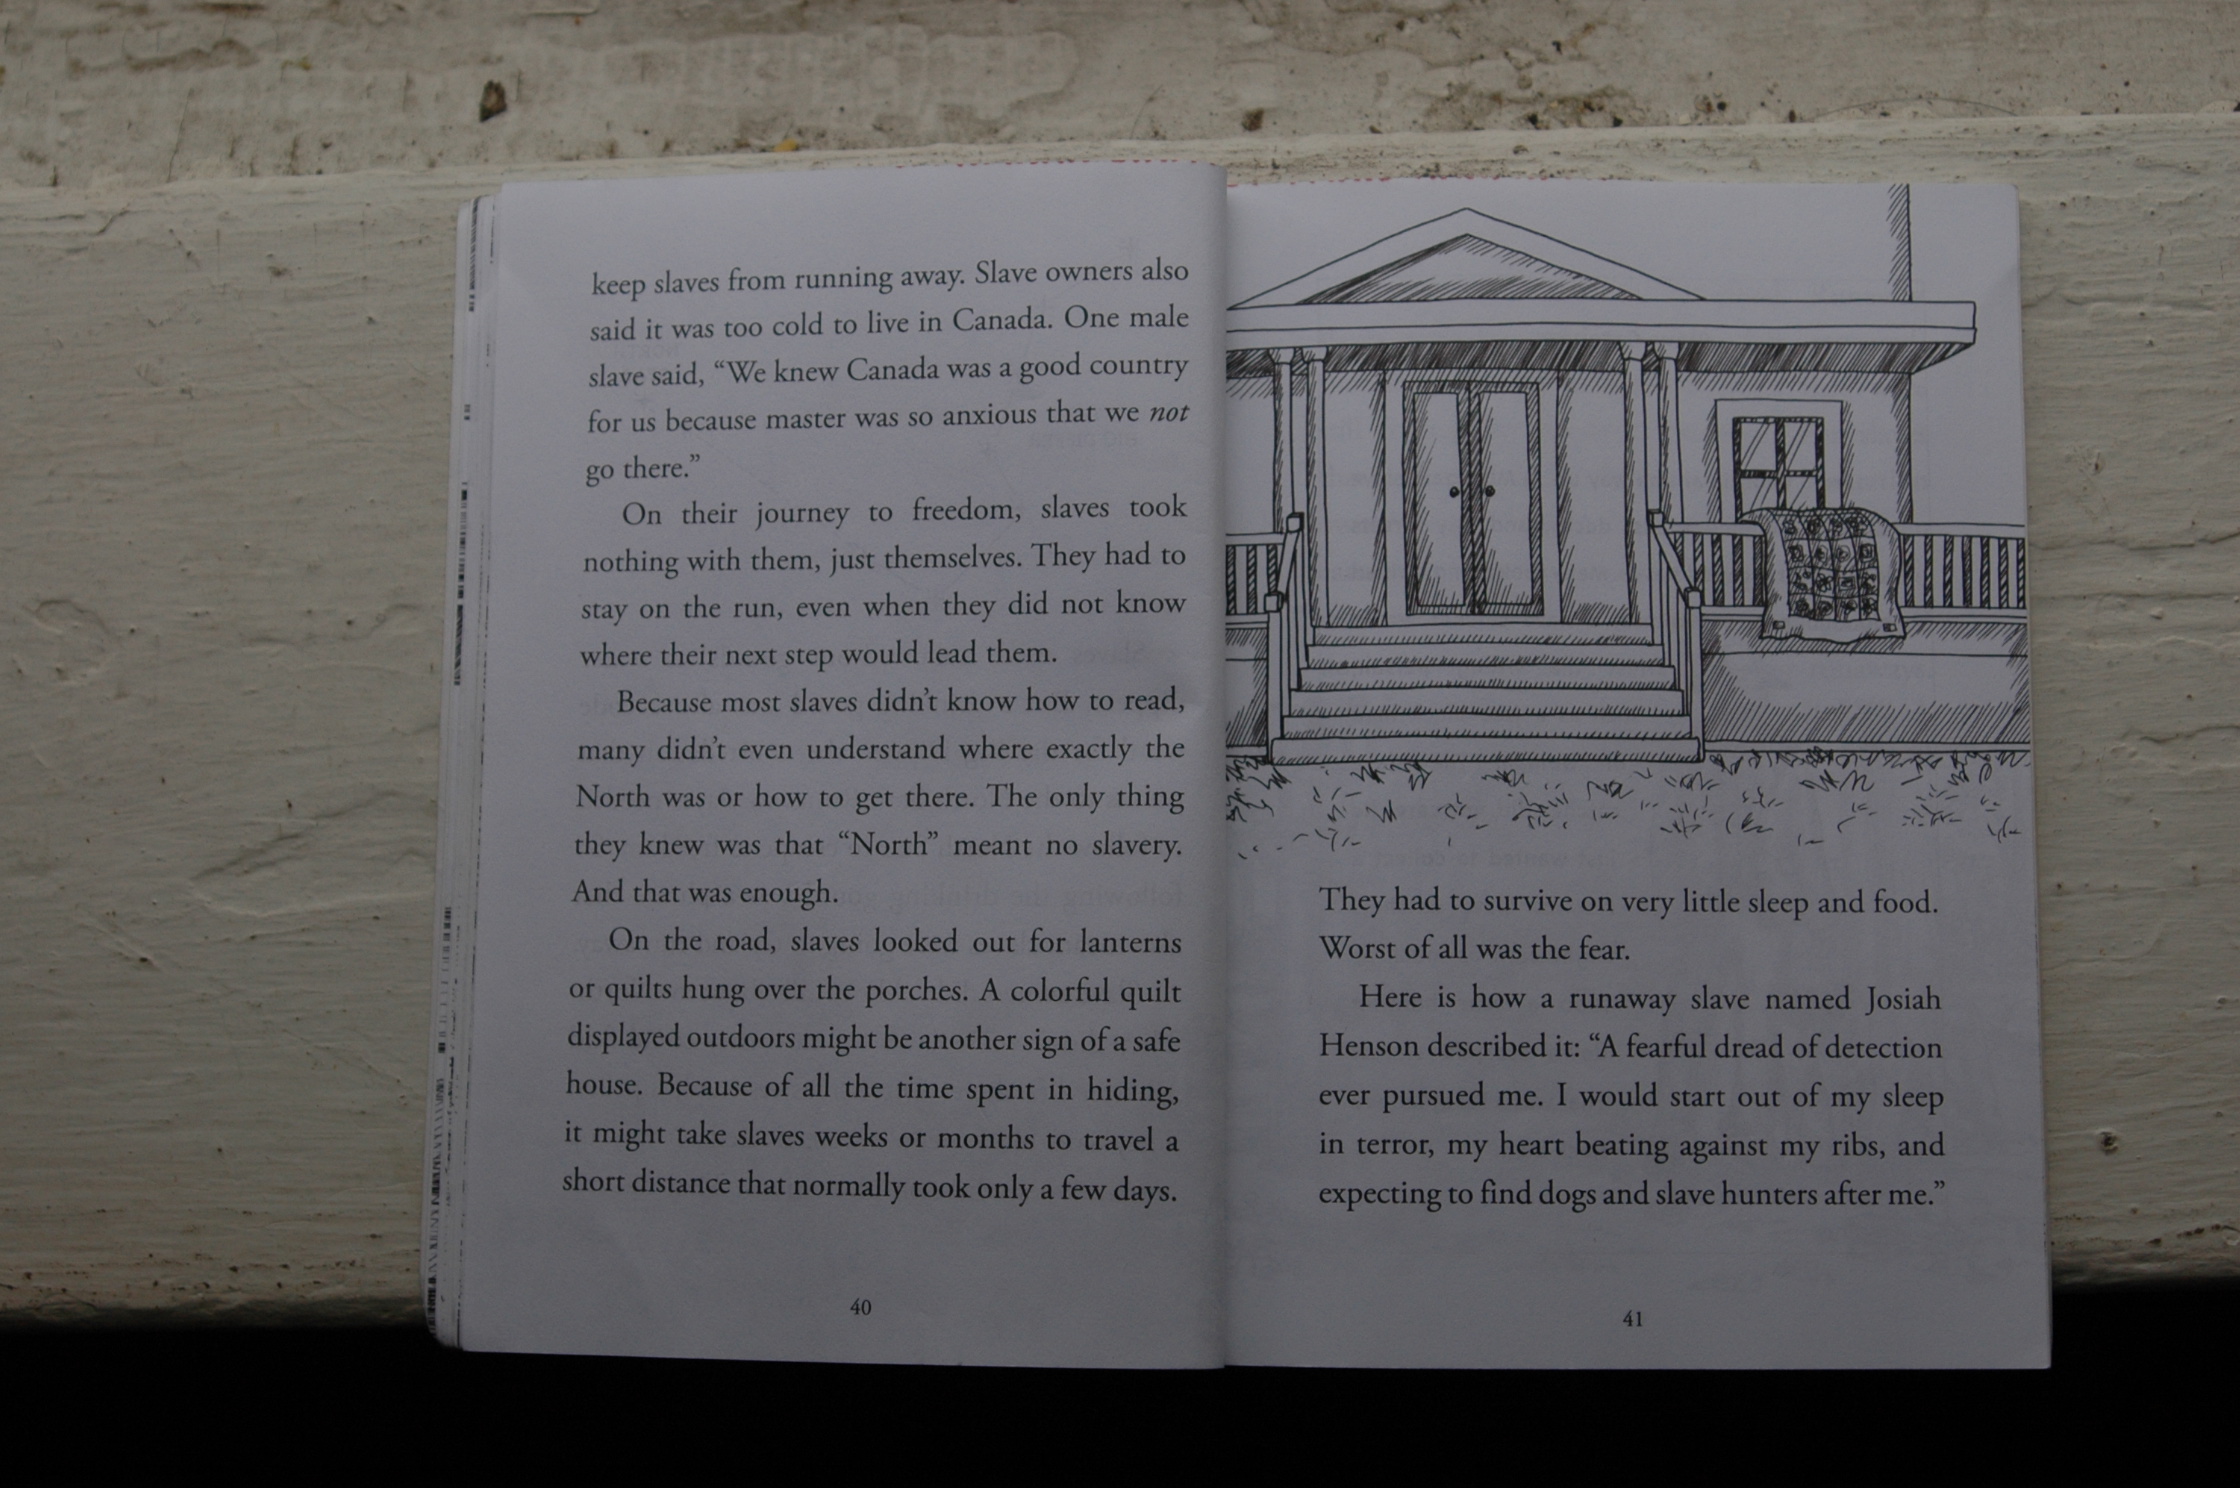 keep slaves from running away. Slave owners also
said it was too cold to live in Canada. One male
slave said, “We knew Canada was a good country
for us because master was so anxious that we not
go there.”
On their journey to freedom, slaves took
nothing with them, just themselves. They had to
stay on the run, even when they did not know
where their next step would lead them.
Because most slaves didn’t know how to read,
many didn’t even understand where exactly the
North was or how to get there. The only thing
they knew was that “North” meant no slavery.
And that was enough.
On the road, slaves looked out for lanterns
or quilts hung over the porches. A colorful quilt
displayed outdoors might be another sign of a safe
house. Because of all the time spent in hiding,
it might take slaves weeks or months to travel a
short distance that normally took only a few days.
40
They had to survive on very little sleep and food.
Worst of all was the fear.
Here is how a runaway slave named Josiah
Henson described it: “A fearful dread of detection
ever pursued me. I would start out of my sleep
in terror, my heart beating against my ribs, and
expecting to find dogs and slave hunters after me.”
41